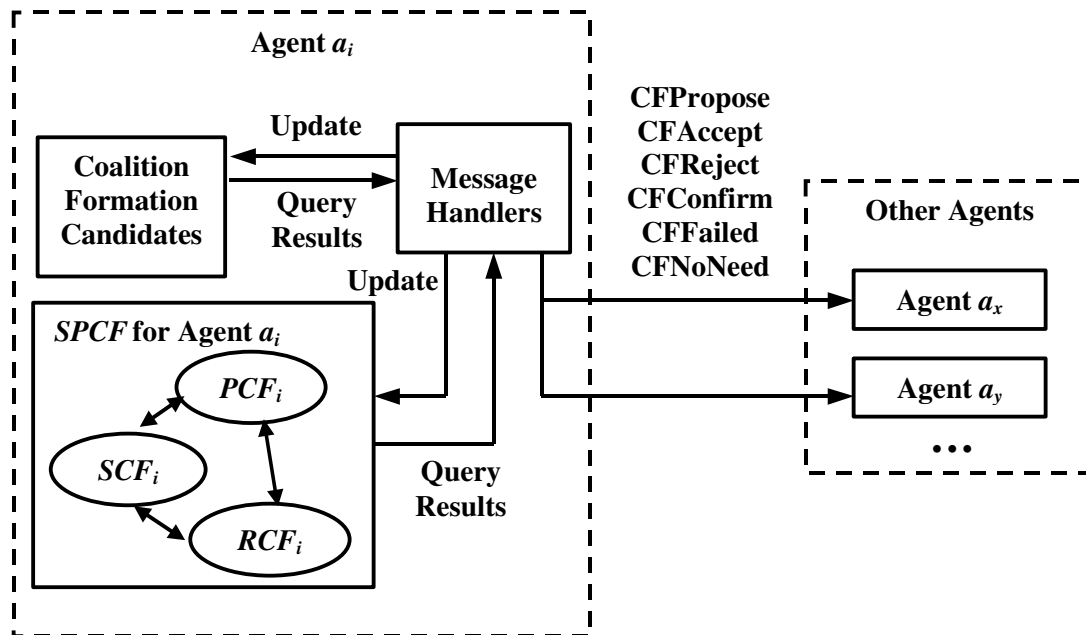 Agent a_i
Update
Coalition
Formation
Candidates
Query
Results
Message
Handlers
Update
SPCF for Agent a_i
PCF_i
SCF_i
RCF_i
Query
Results
CFPropose
CFAccept
CFReject
CFConfirm
CFFailed
CFNoNeed
Other Agents
Agent a_x
Agent a_y
...